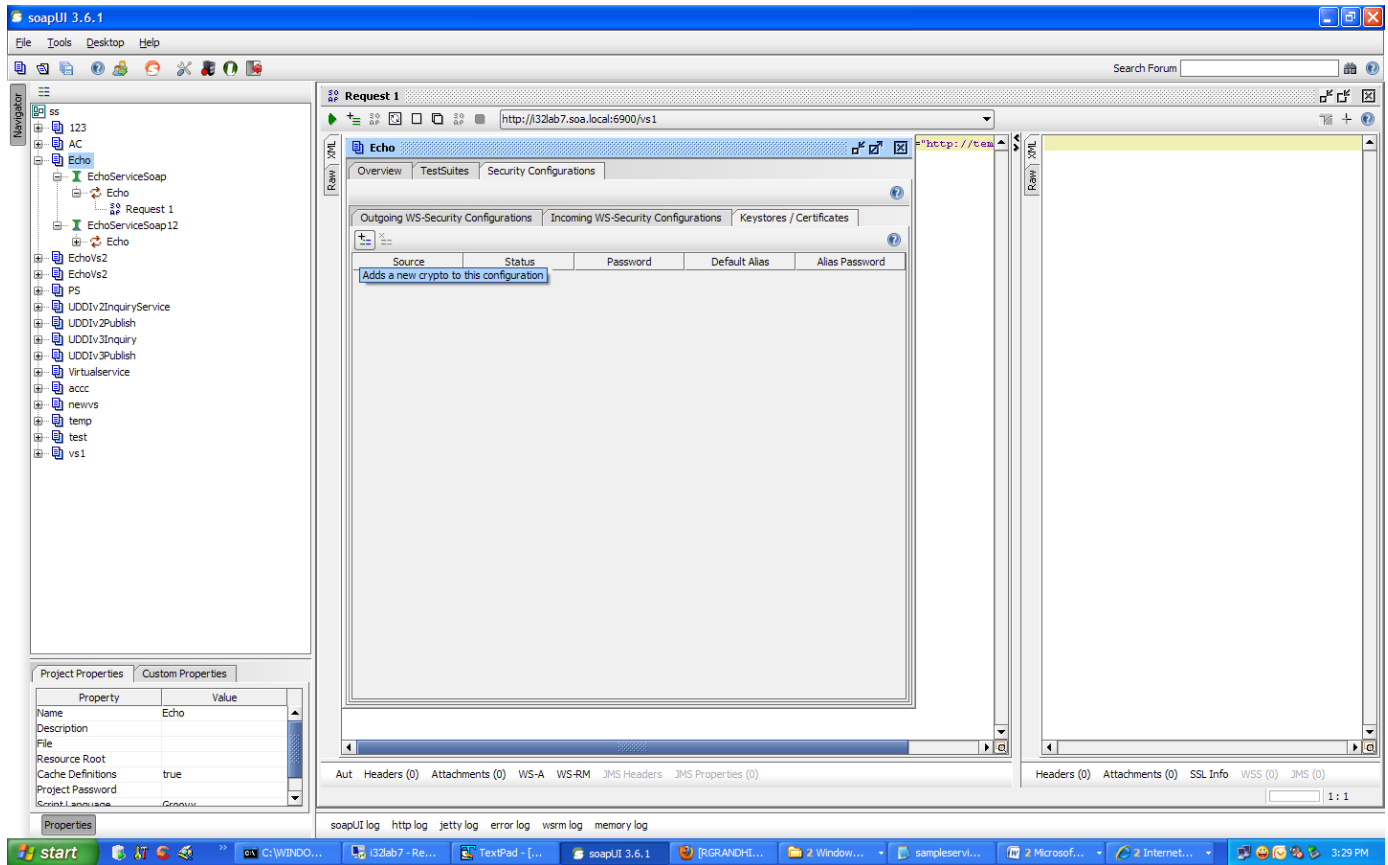 soapUI 3.6.1
File Tools Desktop Help
Search Forum
Navigator
ss
123
AC
Echo
EchoServiceSoap
Echo
Request 1
EchoServiceSoap12
Echo
EchoVs2
EchoVs2
PS
UDDIv2InquiryService
UDDIv2Publish
UDDIv3Inquiry
UDDIv3Publish
Virtualservice
accc
newvs
temp
test
vs1
Project Properties Custom Properties
Property Value
Name Echo
Description
File
Resource Root
Cache Definitions true
Project Password
Script Language Groovy
Properties
Request 1
http://i32lab7.soa.local:6900/vs1
XML
Raw
="http://tem
Echo
Overview TestSuites Security Configurations
Outgoing WS-Security Configurations Incoming WS-Security Configurations Keystores / Certificates
Source Status Password Default Alias Alias Password
Adds a new crypto to this configuration
XML
Raw
Aut Headers (0) Attachments (0) WS-A WS-RM JMS Headers JMS Properties (0)
Headers (0) Attachments (0) SSL Info WSS (0) JMS (0)
1 : 1
soapUI log http log jetty log error log wsrm log memory log
start C:\WINDO... i32lab7 - Re... TextPad - [... soapUI 3.6.1 [RGRANDHI... 2 Window... sampleservi... 2 Microsof... 2 Internet... 3:29 PM